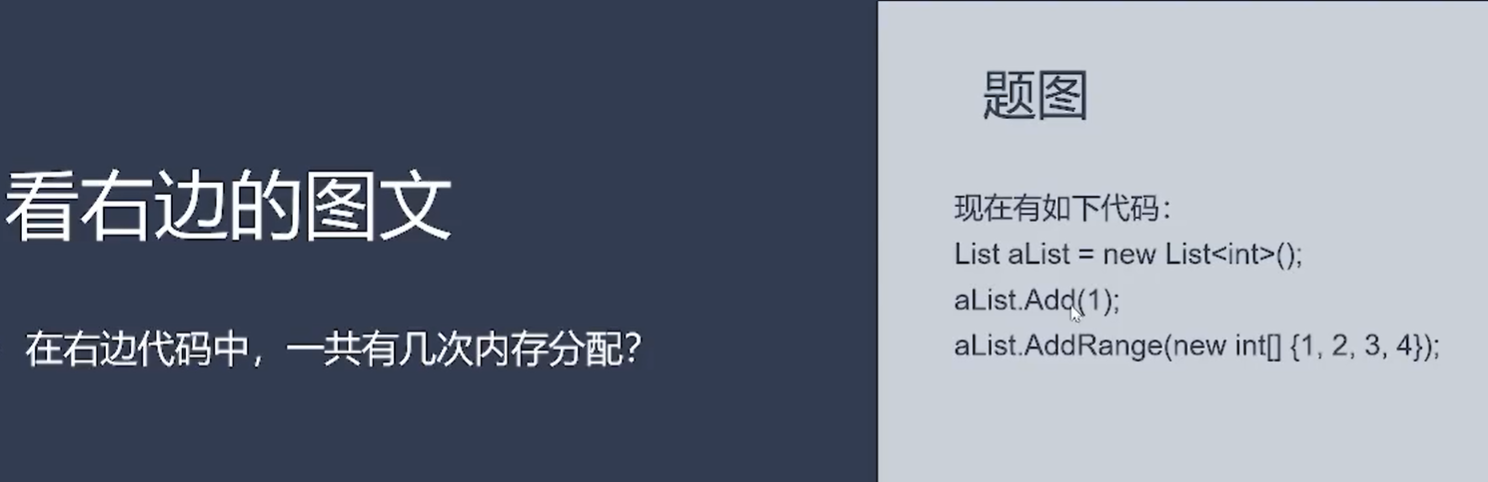 看右边的图文
在右边代码中，一共有几次内存分配？
题图
现在有如下代码：
List aList = new List<int>();
aList.Add(1);
aList.AddRange(new int[] {1, 2, 3, 4});